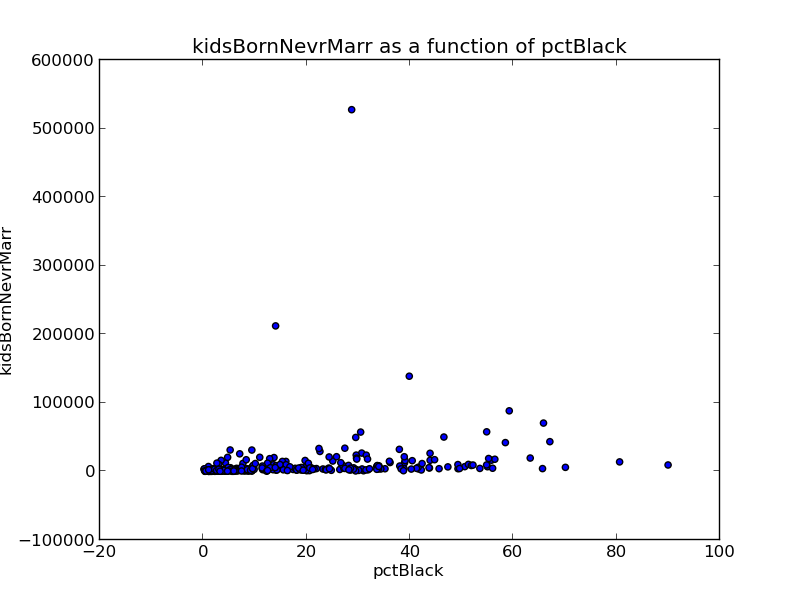 kidsBornNevrMarr as a function of pctBlack
600000
500000
400000
300000
200000
100000
0
−100000
kidsBornNevrMarr
−20 0 20 40 60 80 100
pctBlack